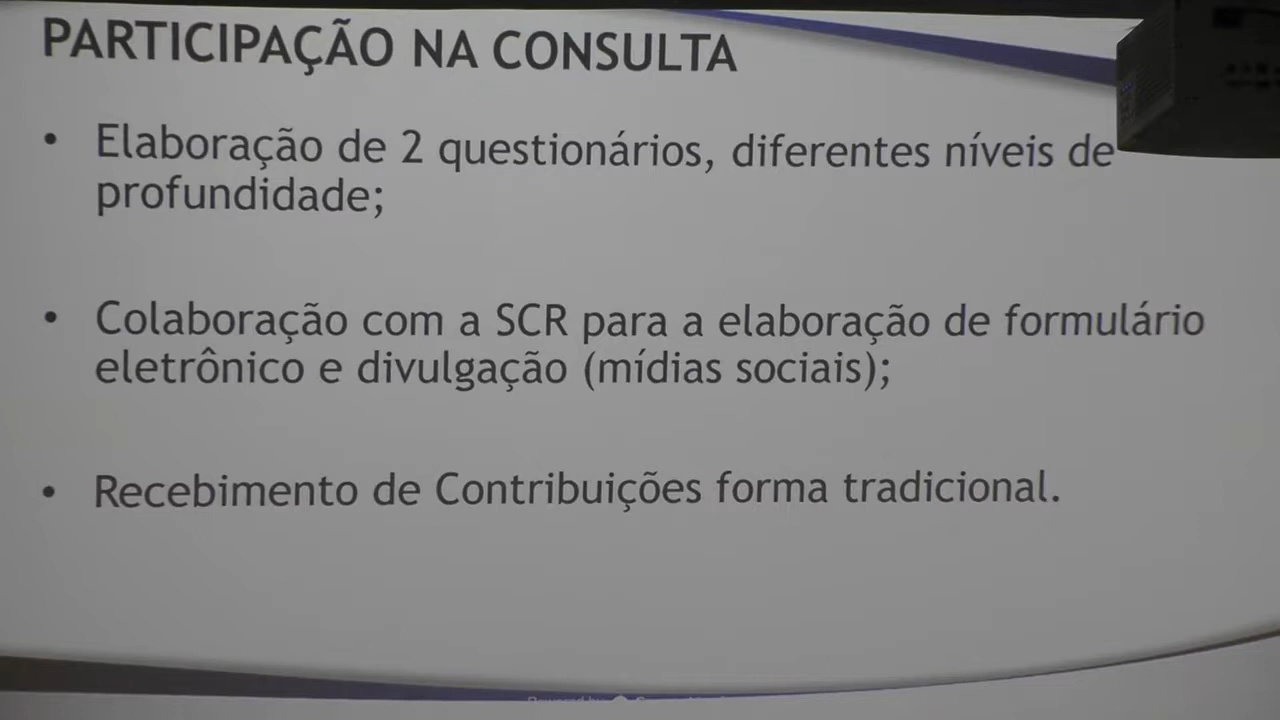 PARTICIPAÇÃO NA CONSULTA
• Elaboração de 2 questionários, diferentes níveis de
profundidade;
• Colaboração com a SCR para a elaboração de formulário
eletrônico e divulgação (mídias sociais);
• Recebimento de Contribuições forma tradicional.